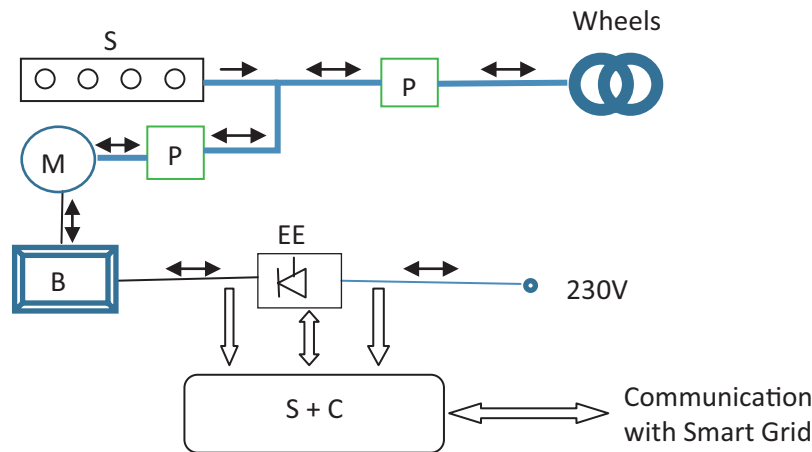 Wheels
S
P
P
M
EE
B
230V
S + C
Communication
with Smart Grid